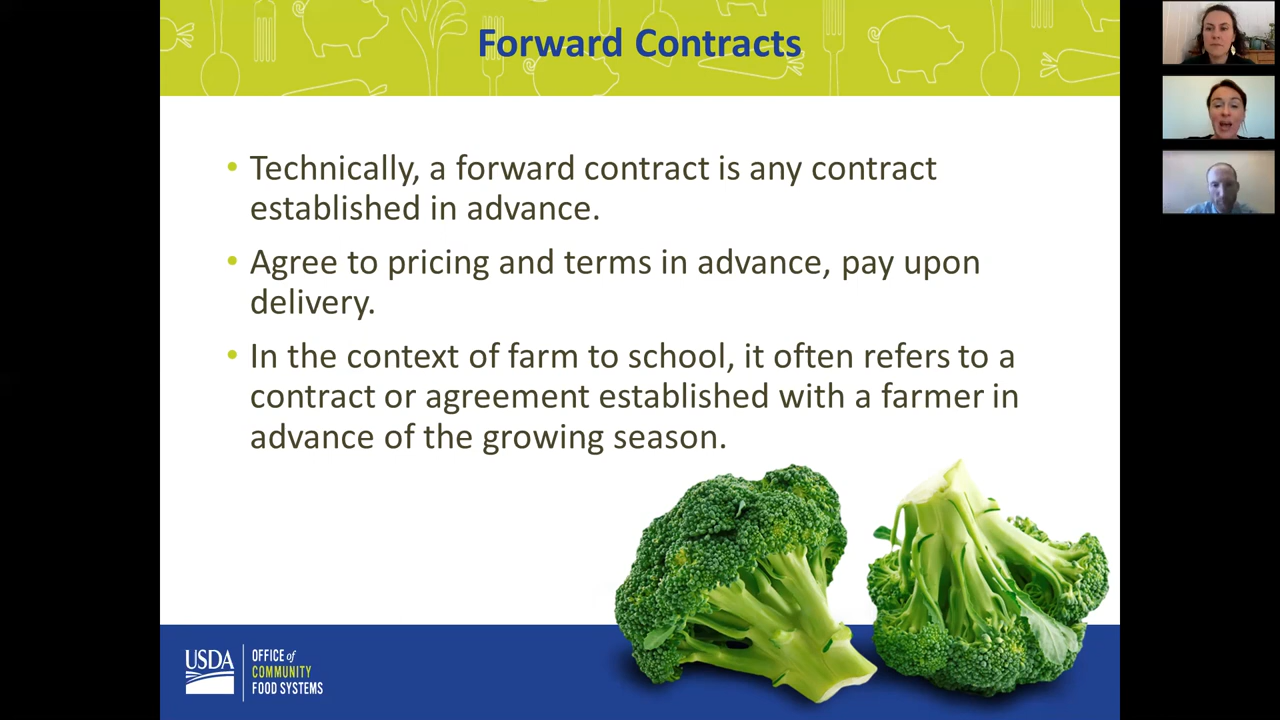 Forward Contracts
• Technically, a forward contract is any contract
established in advance.
• Agree to pricing and terms in advance, pay upon
delivery.
• In the context of farm to school, it often refers to a
contract or agreement established with a farmer in
advance of the growing season.
USDA
OFFICE of
COMMUNITY
FOOD SYSTEMS